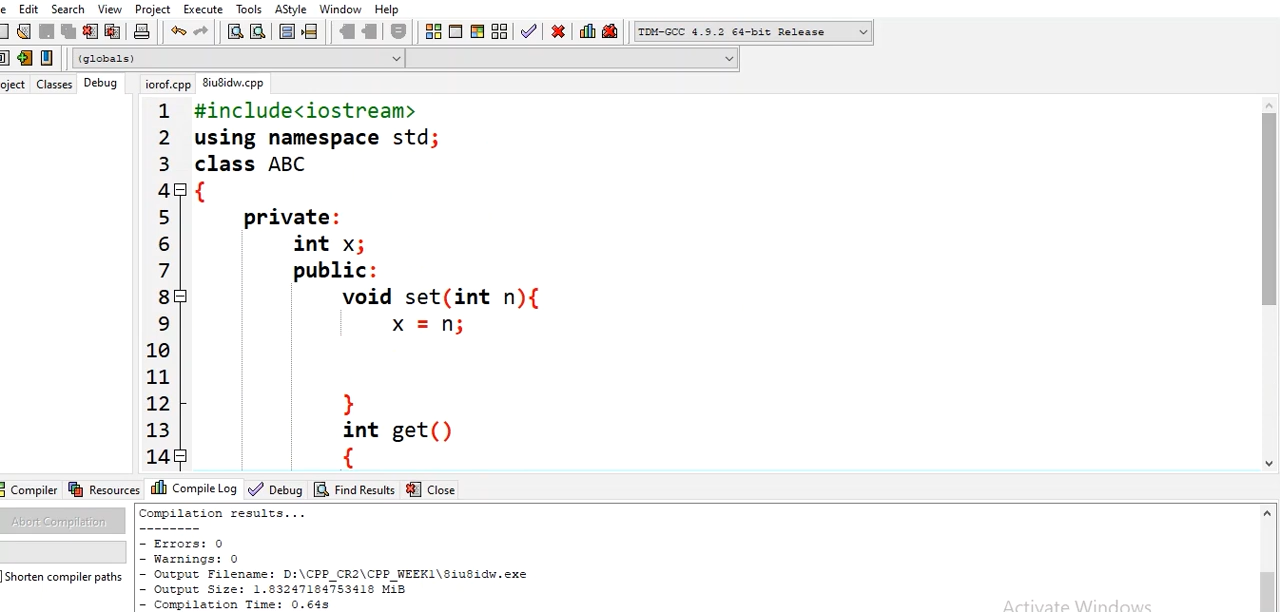 Edit Search View Project Execute Tools AStyle Window Help
TDM-GCC 4.9.2 64-bit Release
(globals)
oject Classes Debug iorof.cpp 8iu8idw.cpp
1 #include<iostream>
2 using namespace std;
3 class ABC
4 {
5 private:
6 int x;
7 public:
8 void set(int n){
9 x = n;
10
11
12 }
13 int get()
14 {
Compiler Resources Compile Log Debug Find Results Close
Abort Compilation
Shorten compiler paths
Compilation results...
--------
- Errors: 0
- Warnings: 0
- Output Filename: D:\CPP_CR2\CPP_WEEK1\8iu8idw.exe
- Output Size: 1.83247184753418 MiB
- Compilation Time: 0.64s
Activate Windows